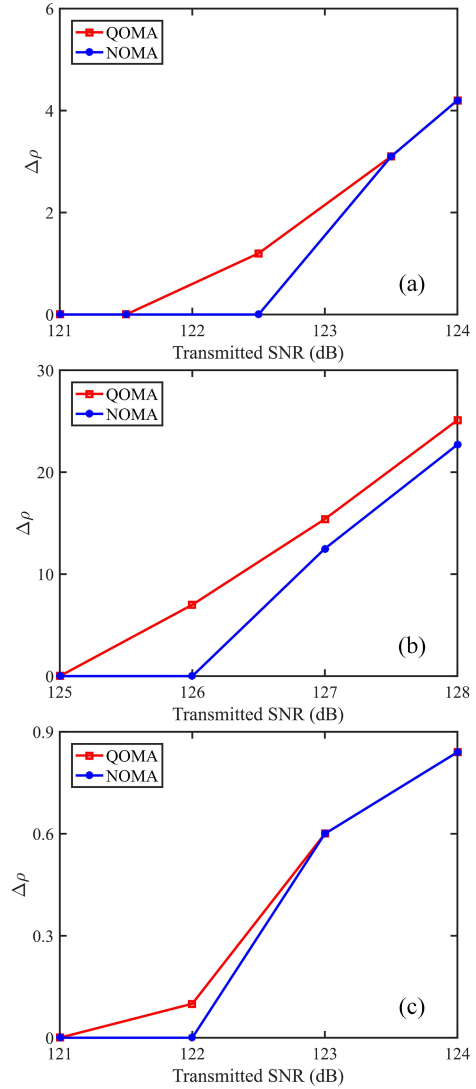 6
QOMA
NOMA
4
Δρ
2
(a)
0
121 122 123 124
Transmitted SNR (dB)
30
QOMA
NOMA
20
Δρ
10
(b)
0
125 126 127 128
Transmitted SNR (dB)
0.9
QOMA
NOMA
0.6
Δρ
0.3
(c)
0
121 122 123 124
Transmitted SNR (dB)